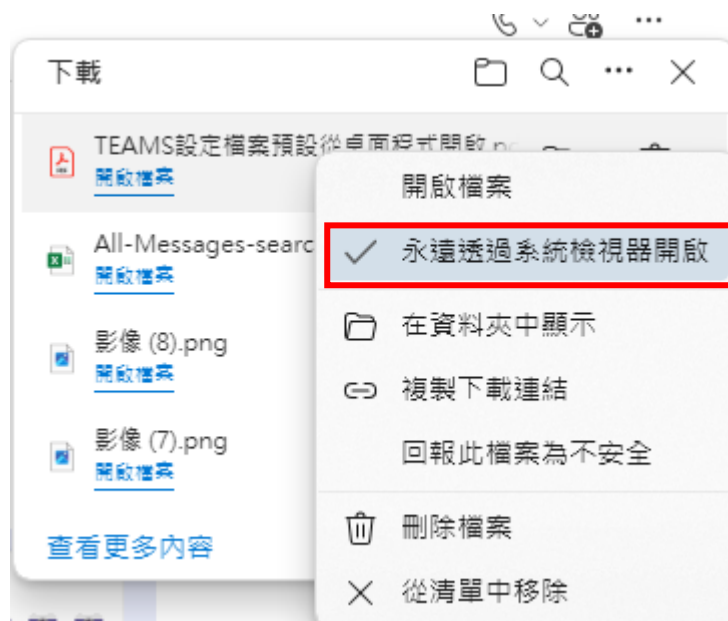 下載
TEAMS設定檔案預設從桌面程式開啟
開啟檔案
All-Messages-searc
開啟檔案
影像 (8).png
開啟檔案
影像 (7).png
開啟檔案
查看更多內容
開啟檔案
永遠透過系統檢視器開啟
在資料夾中顯示
複製下載連結
回報此檔案為不安全
刪除檔案
從清單中移除